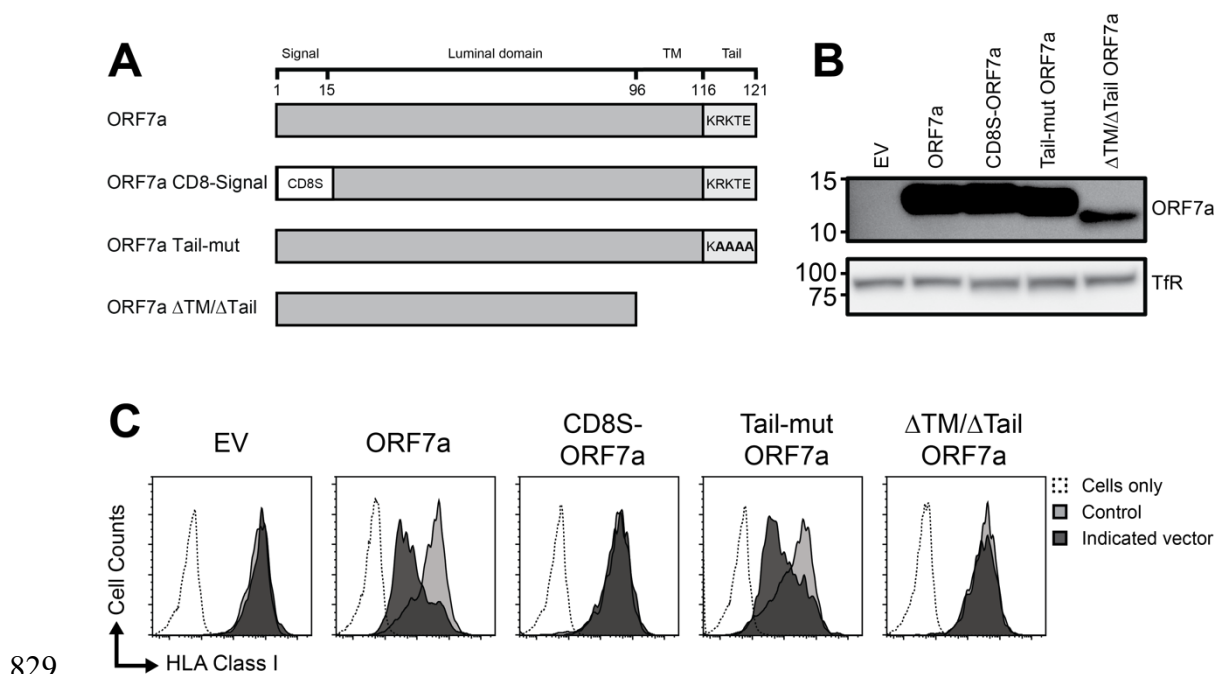 A
Signal Luminal domain TM Tail
1 15 96 116 121
ORF7a KRKTE
ORF7a CD8-Signal CD8S KRKTE
ORF7a Tail-mut KAAAA
ORF7a ΔTM/ΔTail
B
EV
ORF7a
CD8S-ORF7a
Tail-mut ORF7a
ΔTM/ΔTail ORF7a
15
10
ORF7a
100
75
TfR
C
EV
ORF7a
CD8S-
ORF7a
Tail-mut
ORF7a
ΔTM/ΔTail
ORF7a
Cell Counts
Cells only
Control
Indicated vector
829
HLA Class I